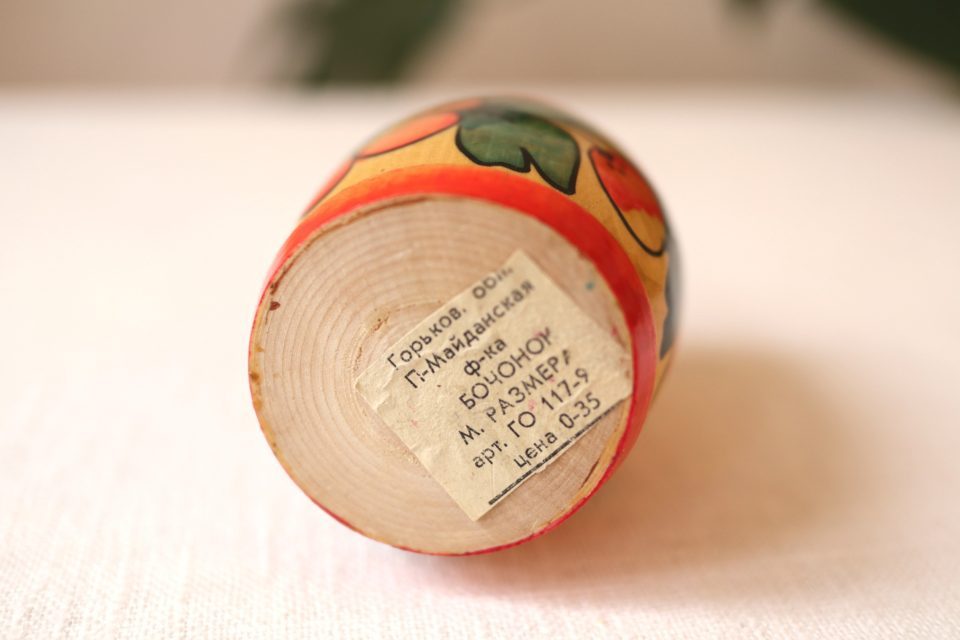 Горьков. обл.
П-Майданская
ф-ка
БОЧОНОК
М. РАЗМЕРА
арт. ГО 117-9
цена 0-35